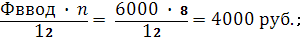 Фввод · n / 12 = 6000 · 8 / 12 = 4000 руб.;